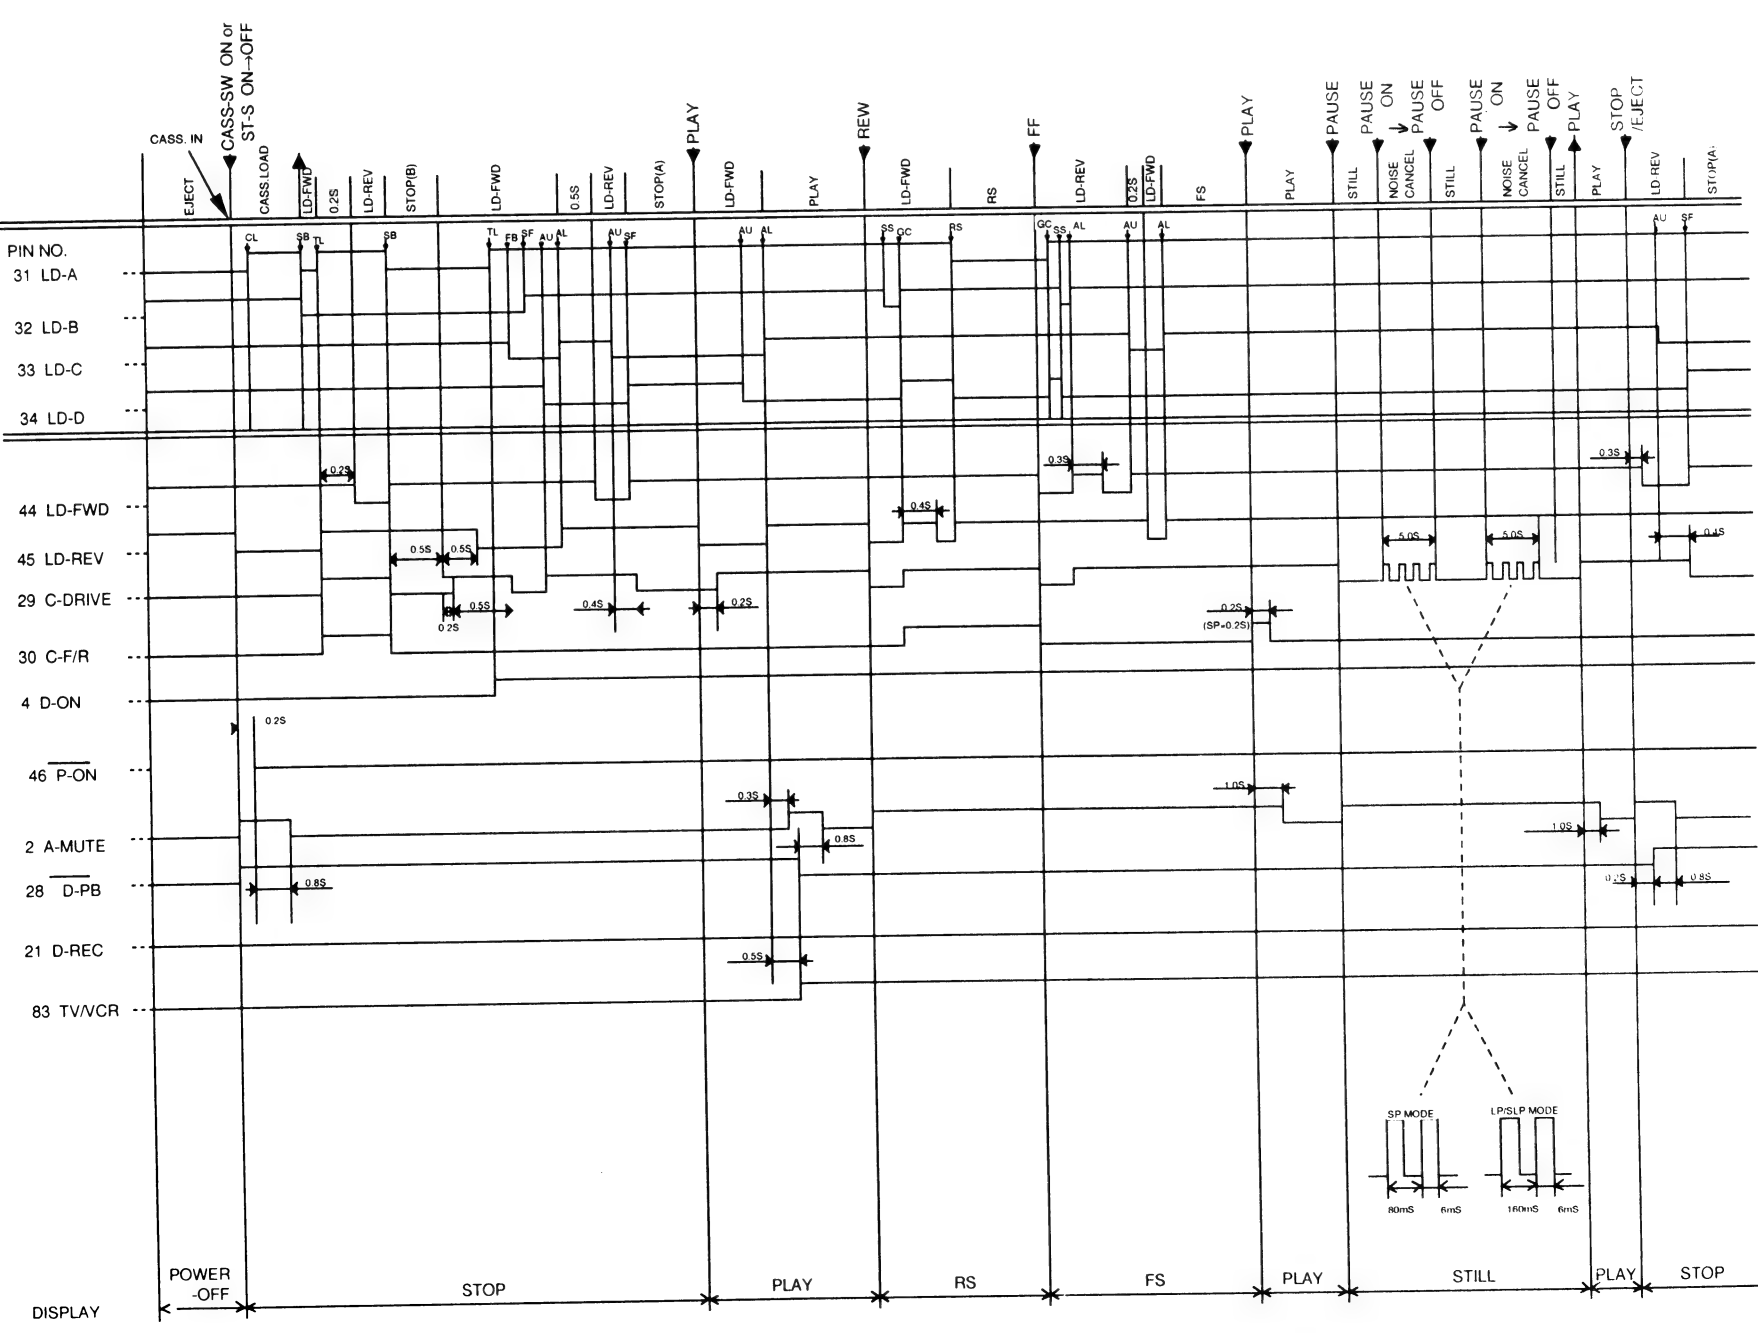 CASS-SW ON or
ST-S ON→OFF
PLAY
REW
FF
PLAY
PAUSE
PAUSE ON
↓
PAUSE OFF
PAUSE ON
↓
PAUSE OFF
PLAY
STOP
/EJECT
CASS. IN
EJECT
CASS.LOAD
LD-FWD
0.2S
LD-REV
STOP(B)
LD-FWD
0.5S
LD-REV
STOP(A)
LD-FWD
PLAY
LD-FWD
RS
LD-REV
0.2S
LD-FWD
FS
PLAY
STILL
NOISE
CANCEL
STILL
NOISE
CANCEL
STILL
PLAY
LD-REV
STOP(A
CL SB TL SB TL FB SF AU AL AU SF AU AL SS GC RS GC SS AL AU AL AU SF
PIN NO.
31 LD-A
32 LD-B
33 LD-C
34 LD-D
0.2S
0.3S
0.3S
44 LD-FWD
0.4S
45 LD-REV
0.5S
0.5S
5.0S
5.0S
29 C-DRIVE
0.2S
0.5S
0.4S
0.2S
0.2S
(SP=0.2S)
30 C-F/R
4 D-ON
0.2S
46 P-ON
0.3S
1.0S
2 A-MUTE
0.8S
1.0S
28 D-PB
0.8S
0.8S
21 D-REC
0.5S
83 TV/VCR
SP MODE
LP/SLP MODE
80mS
6mS
160mS
6mS
DISPLAY
POWER
-OFF
STOP
PLAY
RS
FS
PLAY
STILL
PLAY
STOP